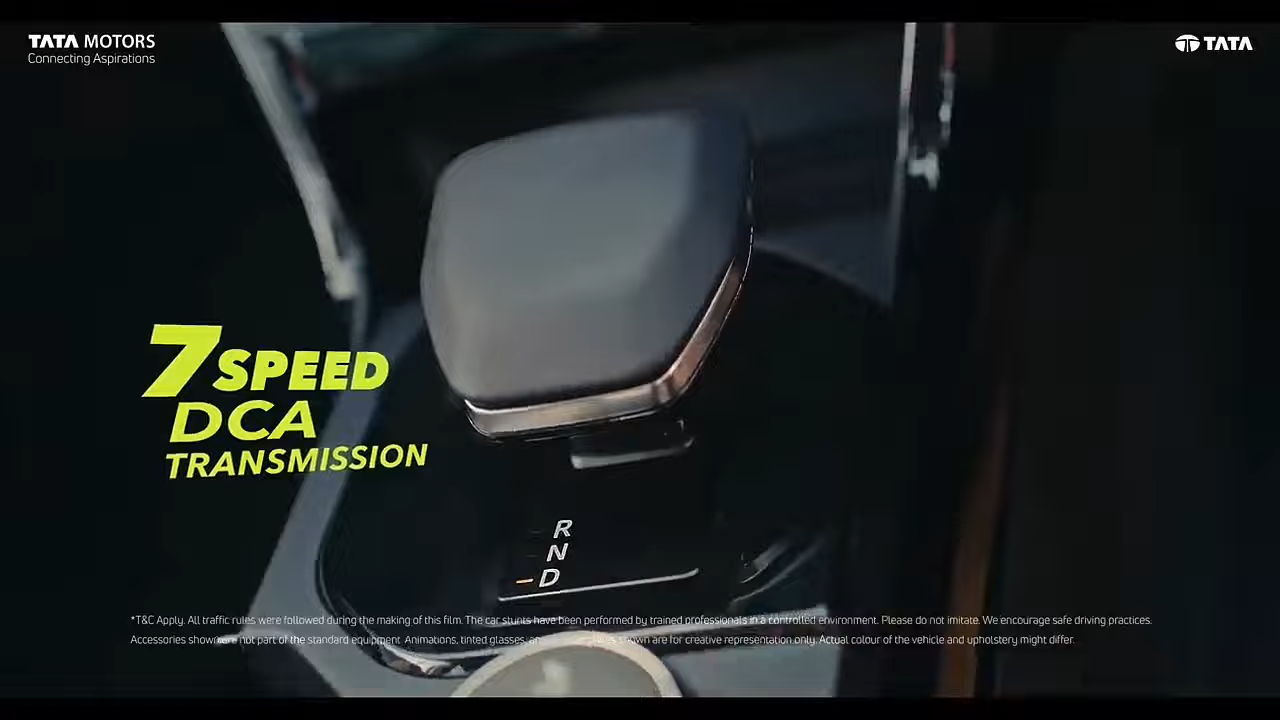 TATA MOTORS
Connecting Aspirations
TATA
7 SPEED
DCA
TRANSMISSION
R
N
D
*T&C Apply. All traffic rules were followed during the making of this film. The car stunts have been performed by trained professionals in a controlled environment. Please do not imitate. We encourage safe driving practices.
Accessories shown are not part of the standard equipment. Animations, tinted glasses, shown are for creative representation only. Actual colour of the vehicle and upholstery might differ.